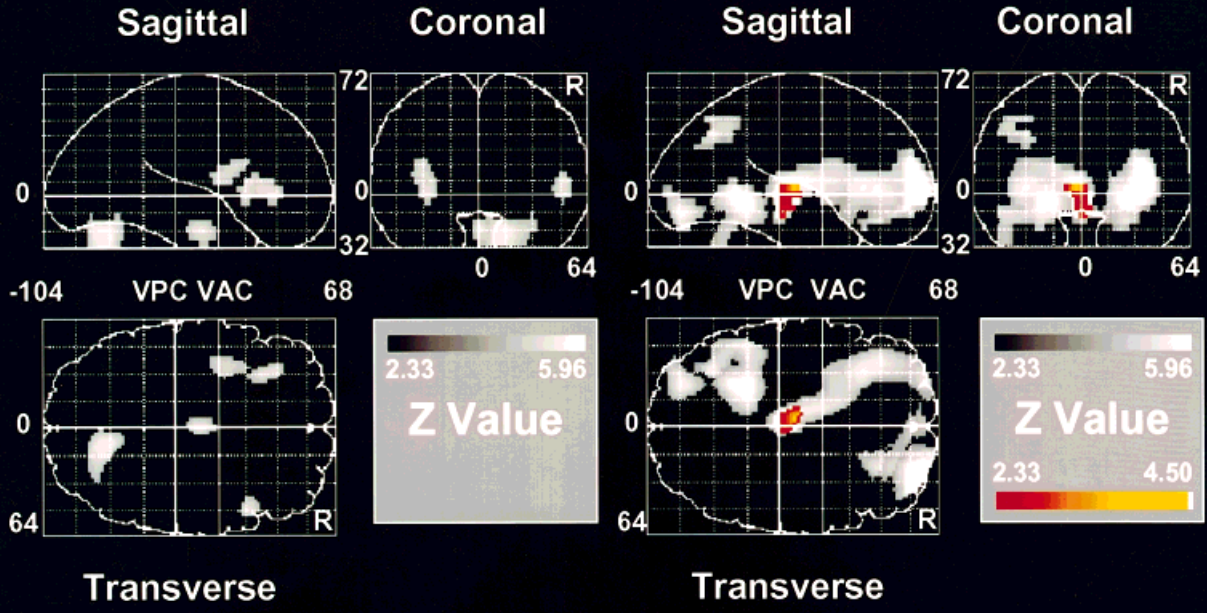 Sagittal Coronal Sagittal Coronal
72 R 72 R
0 0 0 0
32 32
0 64 0 64
-104 VPC VAC 68 -104 VPC VAC 68
2.33 5.96 2.33 5.96
0 Z Value 0 Z Value
2.33 4.50
64 R 64 R
Transverse Transverse